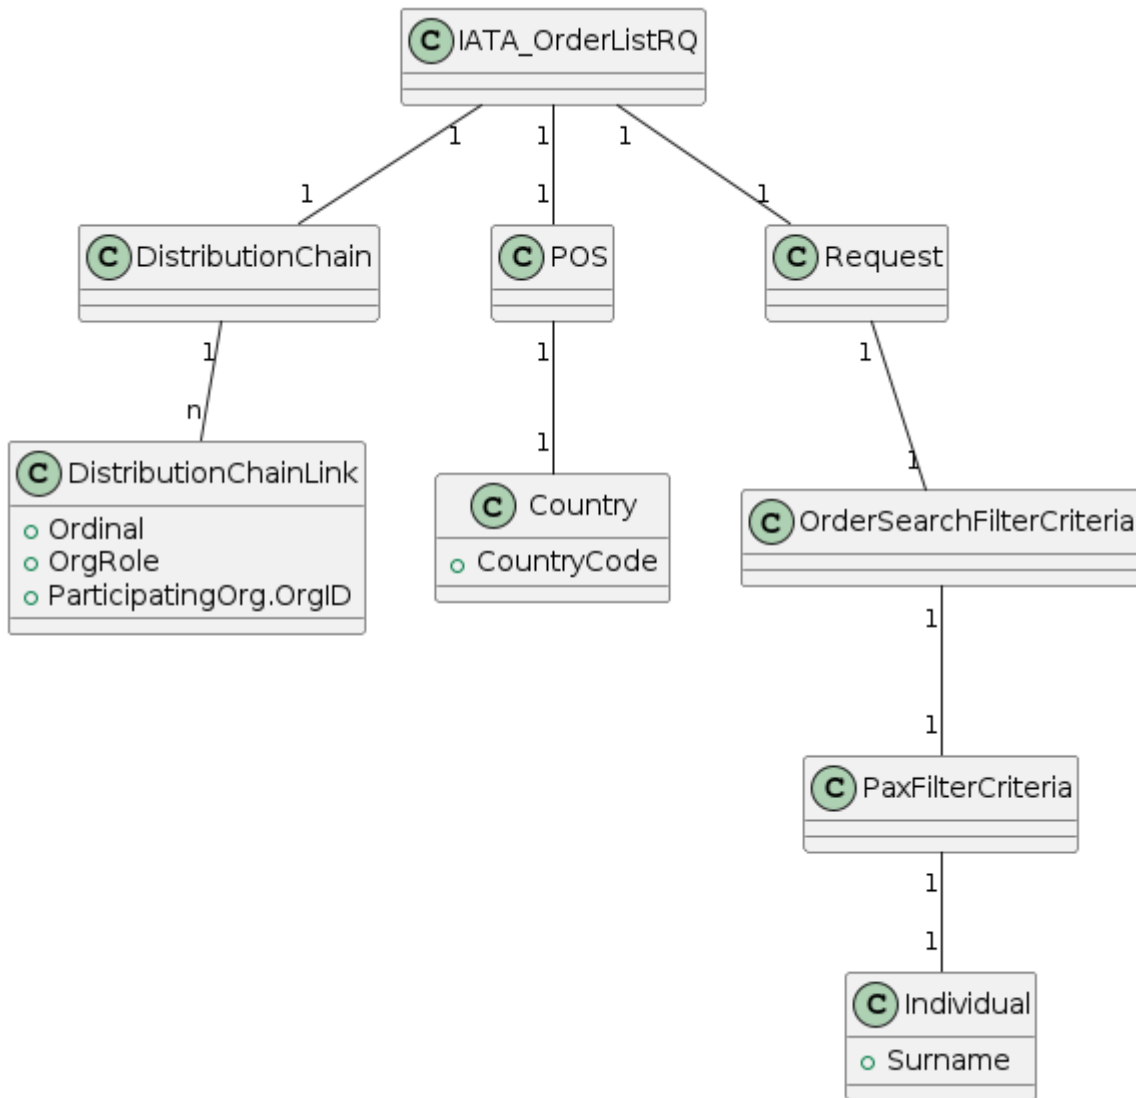 C IATA_OrderListRQ
1 1 1
1 1 1
C DistributionChain
C POS
C Request
1 1 1
n
1
1
C DistributionChainLink
Ordinal
OrgRole
ParticipatingOrg.OrgID
C Country
CountryCode
C OrderSearchFilterCriteria
1
1
C PaxFilterCriteria
1
1
C Individual
Surname